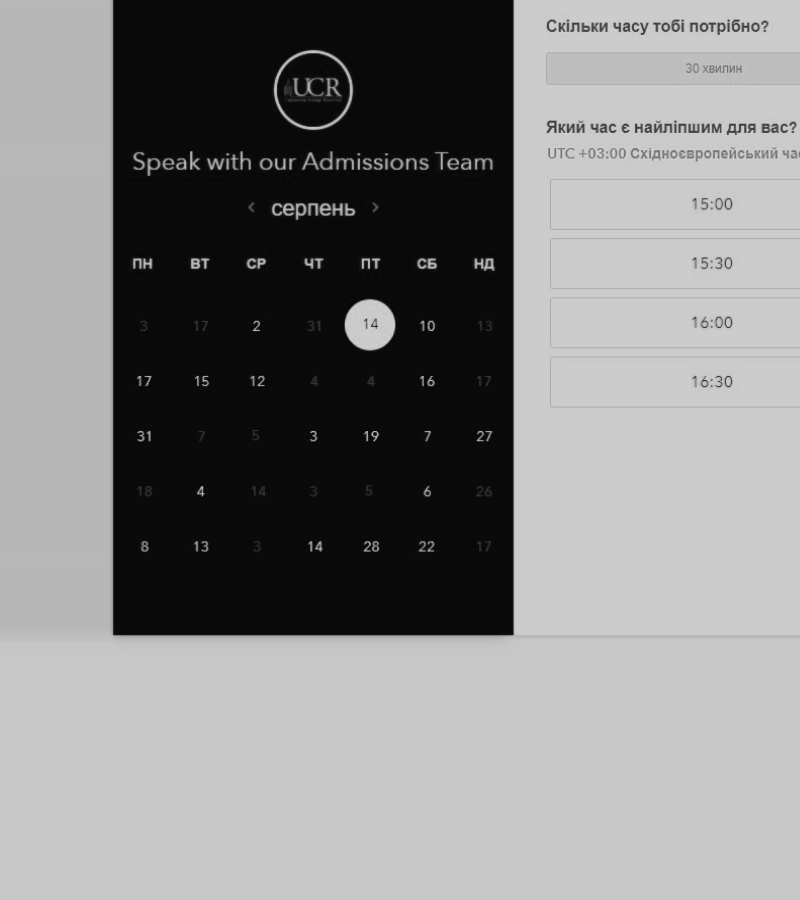 UCR
Speak with our Admissions Team
‹ серпень ›
ПН ВТ СР ЧТ ПТ СБ НД
3 17 2 31 14 10 13
17 15 12 4 4 16 17
31 7 5 3 19 7 27
18 4 14 3 5 6 26
8 13 3 14 28 22 17
Скільки часу тобі потрібно?
30 хвилин
Який час є найліпшим для вас?
UTC +03:00 Східноєвропейський
15:00
15:30
16:00
16:30